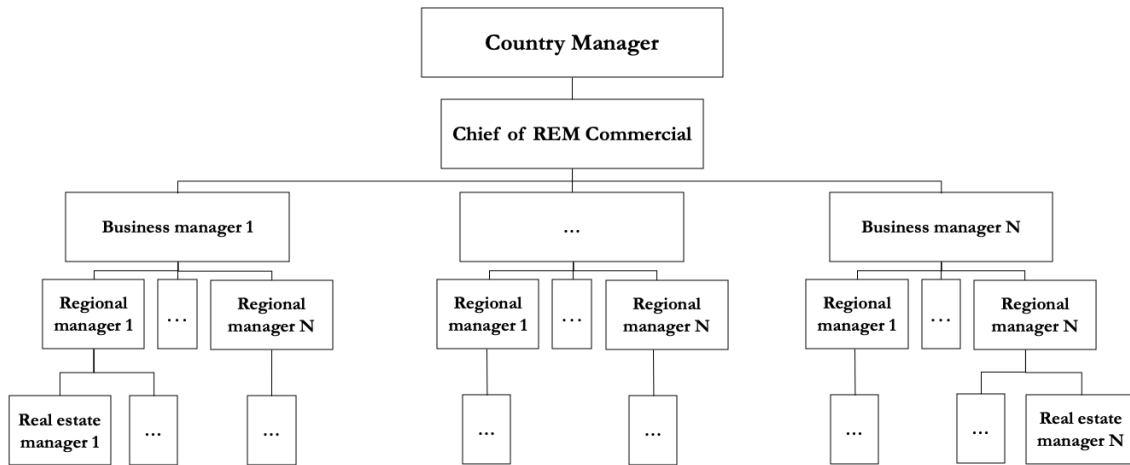 Country Manager
Chief of REM Commercial
Business manager 1
...
Business manager N
Regional
manager 1
...
Regional
manager N
Regional
manager 1
...
Regional
manager N
Regional
manager 1
...
Regional
manager N
Real estate
manager 1
...
...
...
...
...
...
Real estate
manager N